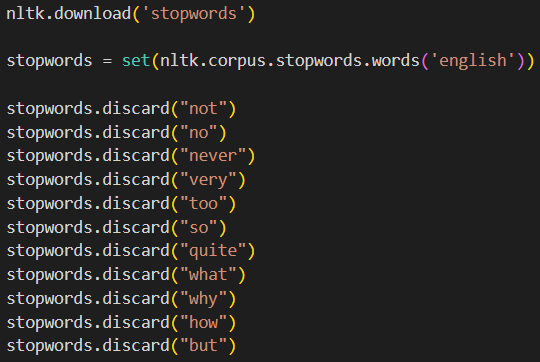 nltk.download('stopwords')
stopwords = set(nltk.corpus.stopwords.words('english'))
stopwords.discard("not")
stopwords.discard("no")
stopwords.discard("never")
stopwords.discard("very")
stopwords.discard("too")
stopwords.discard("so")
stopwords.discard("quite")
stopwords.discard("what")
stopwords.discard("why")
stopwords.discard("how")
stopwords.discard("but")